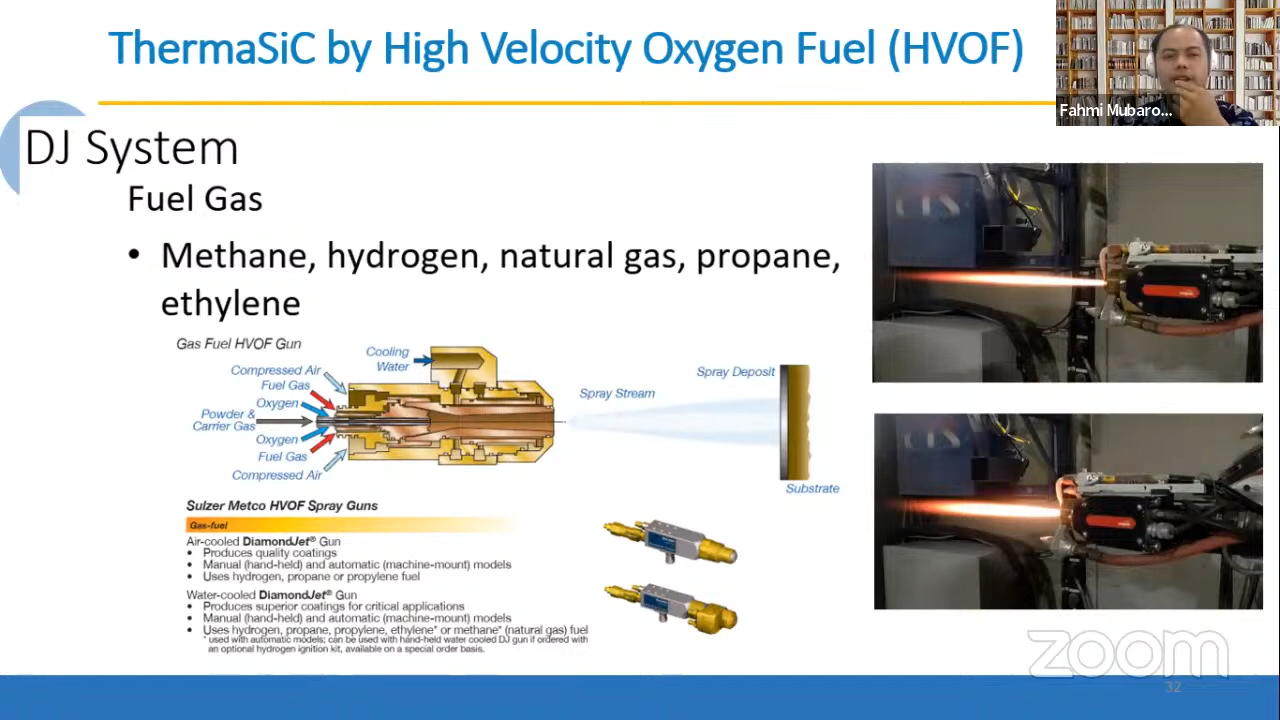 ThermaSiC by High Velocity Oxygen Fuel (HVOF)
Fahmi Mubaro...
DJ System
Fuel Gas
• Methane, hydrogen, natural gas, propane,
ethylene
Gas Fuel HVOF Gun
Cooling
Water
Compressed Air
Fuel Gas
Oxygen
Powder &
Carrier Gas
Oxygen
Fuel Gas
Compressed Air
Spray Stream
Spray Deposit
Substrate
Sulzer Metco HVOF Spray Guns
Gas-fuel
Air-cooled DiamondJet® Gun
• Produces quality coatings
• Manual (hand-held) and automatic (machine-mount) models
• Uses hydrogen, propane or propylene fuel
Water-cooled DiamondJet® Gun
• Produces superior coatings for critical applications
• Manual (hand-held) and automatic (machine-mount) models
• Uses hydrogen, propane, propylene, ethylene* or methane* (natural gas) fuel
* used with automatic models; can be used with hand-held water cooled DJ gun if ordered with
an optional hydrogen ignition kit, available on a special order basis.
zoom
32